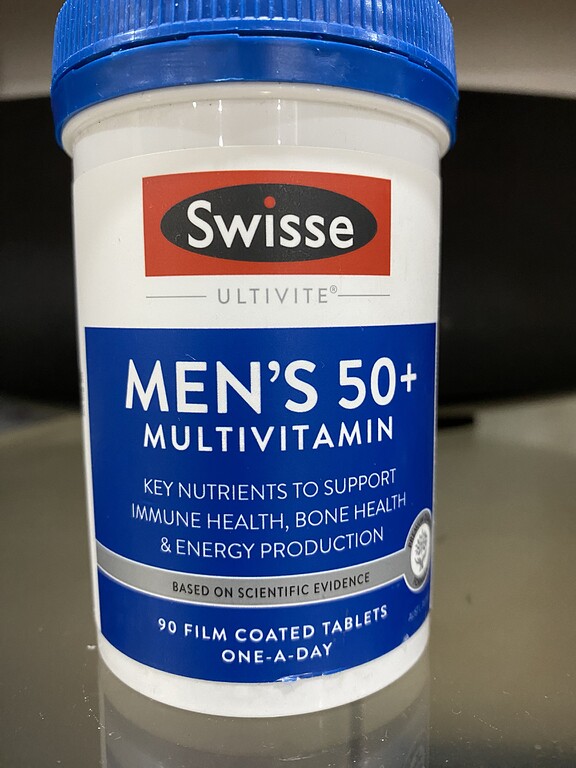 Swisse
ULTIVITE®
MEN'S 50+
MULTIVITAMIN
KEY NUTRIENTS TO SUPPORT
IMMUNE HEALTH, BONE HEALTH
& ENERGY PRODUCTION
BASED ON SCIENTIFIC EVIDENCE
90 FILM COATED TABLETS
ONE-A-DAY